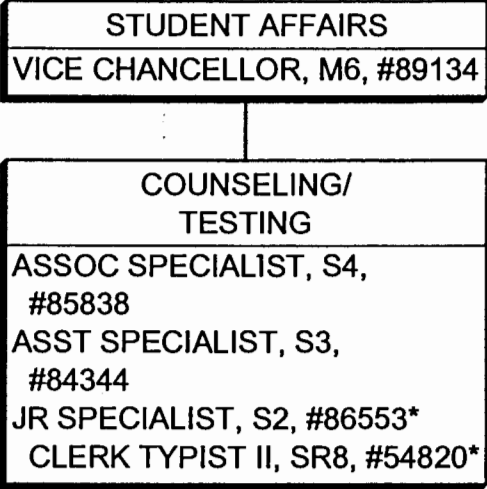 STUDENT AFFAIRS
VICE CHANCELLOR, M6, #89134
COUNSELING/
TESTING
ASSOC SPECIALIST, S4,
#85838
ASST SPECIALIST, S3,
#84344
JR SPECIALIST, S2, #86553*
CLERK TYPIST II, SR8, #54820*